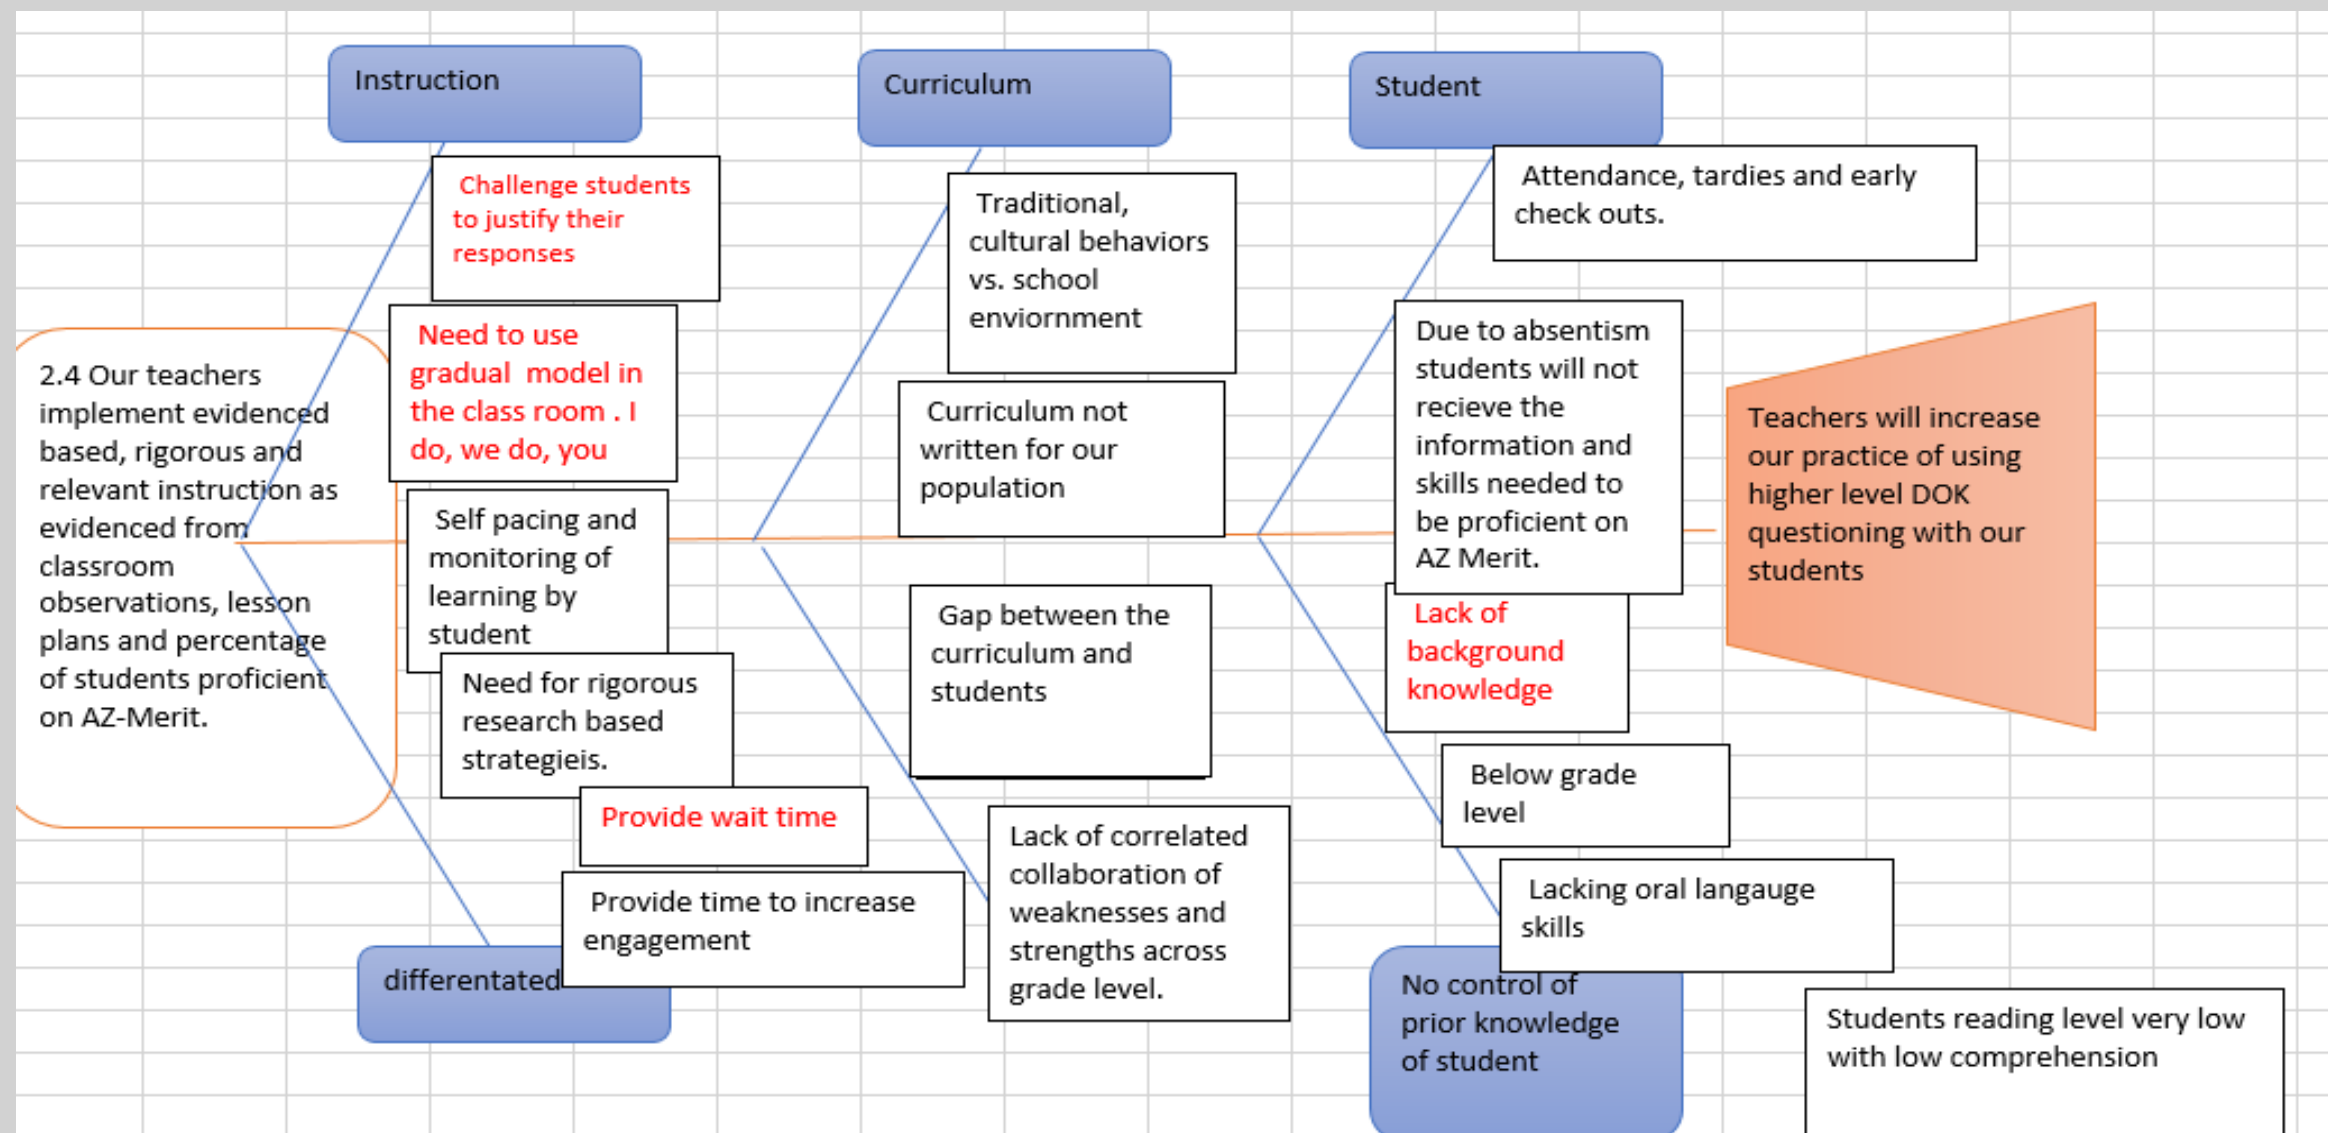 Instruction
Curriculum
Student
Challenge students
to justify their
responses
Need to use
gradual  model in
the class room . I
do, we do, you
Self pacing and
monitoring of
learning by
student
Need for rigorous
research based
strategieis.
Provide wait time
Provide time to increase
engagement
differentated
2.4 Our teachers
implement evidenced
based, rigorous and
relevant instruction as
evidenced from
classroom
observations, lesson
plans and percentage
of students proficient
on AZ-Merit.
Traditional,
cultural behaviors
vs. school
enviornment
Curriculum not
written for our
population
Gap between the
curriculum and
students
Lack of correlated
collaboration of
weaknesses and
strengths across
grade level.
Attendance, tardies and early
check outs.
Due to absentism
students will not
recieve the
information and
skills needed to
be proficient on
AZ Merit.
Lack of
background
knowledge
Below grade
level
Lacking oral langauge
skills
No control of
prior knowledge
of student
Students reading level very low
with low comprehension
Teachers will increase
our practice of using
higher level DOK
questioning with our
students